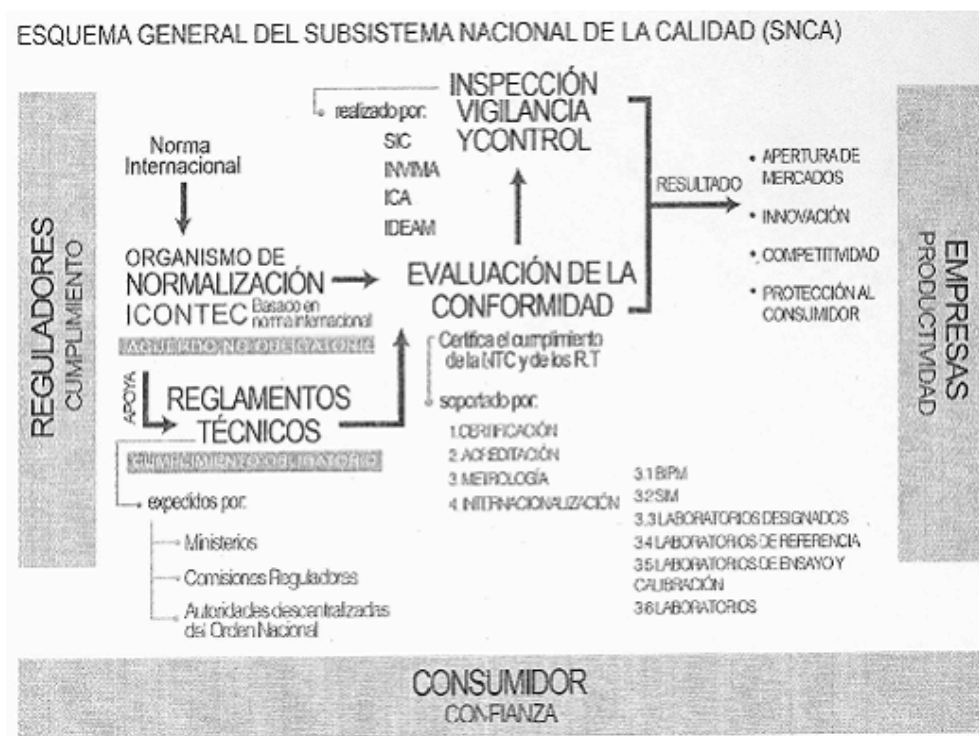 ESQUEMA GENERAL DEL SUBSISTEMA NACIONAL DE LA CALIDAD (SNCA)
REGULADORES
CUMPLIMIENTO
Norma
Internacional
ORGANISMO DE
NORMALIZACIÓN
ICONTEC Basado en
norma internacional
ACUERDO NO OBLIGATORIO
APOYA
REGLAMENTOS
TÉCNICOS
CUMPLIMIENTO OBLIGATORIO
expedidos por:
Ministerios
Comisiones Reguladores
Autoridades descentralizadas
del Orden Nacional
INSPECCIÓN
VIGILANCIA
YCONTROL
realizado por:
SIC
INVIMA
ICA
IDEAM
EVALUACIÓN DE LA
CONFORMIDAD
Certifica el cumplimiento
de la NTC y de los R.T
soportado por:
1.CERTIFICACIÓN
2.ACREDITACIÓN
3.METROLOGÍA
4.INTERNACIONALIZACIÓN
3.1 BIPM
3.2 SIM
3.3 LABORATORIOS DESIGNADOS
3.4 LABORATORIOS DE REFERENCIA
3.5 LABORATORIOS DE ENSAYO Y
CALIBRACIÓN
3.6 LABORATORIOS
RESULTADO
• APERTURA DE
MERCADOS
• INNOVACIÓN
• COMPETITIVIDAD
• PROTECCIÓN AL
CONSUMIDOR
EMPRESAS
PRODUCTIVIDAD
CONSUMIDOR
CONFIANZA